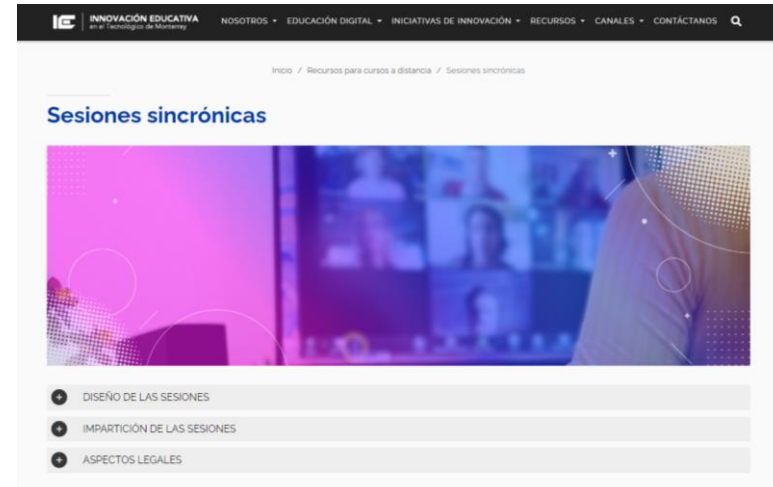 INNOVACIÓN EDUCATIVA
en el Tecnológico de Monterrey
NOSOTROS EDUCACIÓN DIGITAL INICIATIVAS DE INNOVACIÓN RECURSOS CANALES CONTÁCTANOS
Inicio / Recursos para cursos a distancia / Sesiones sincrónicas
Sesiones sincrónicas
DISEÑO DE LAS SESIONES
IMPARTICIÓN DE LAS SESIONES
ASPECTOS LEGALES